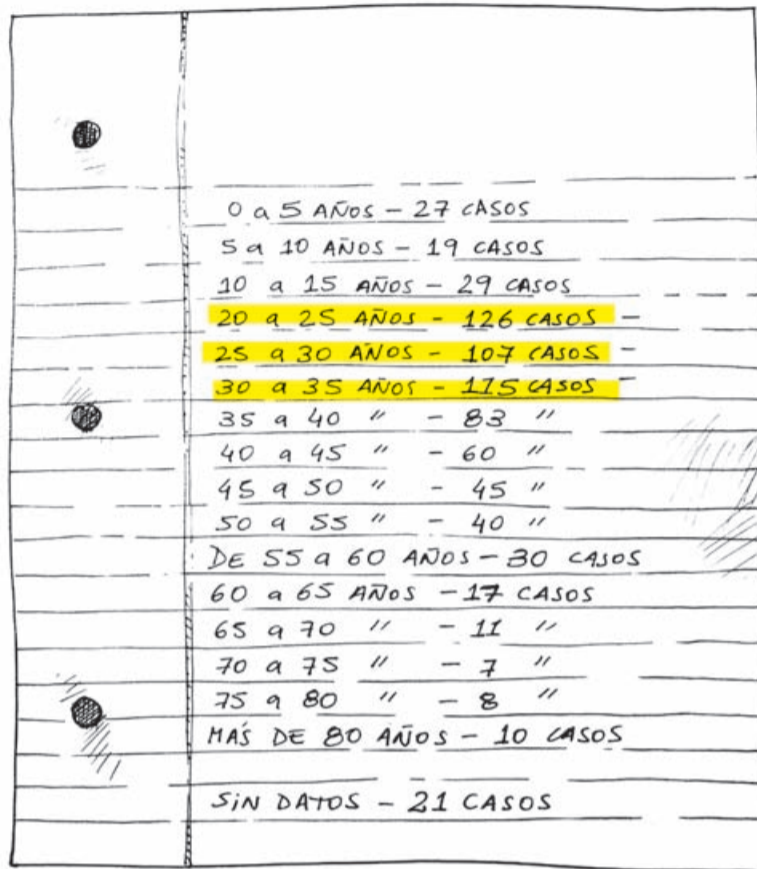 0 a 5 AÑOS - 27 CASOS
5 a 10 AÑOS - 19 CASOS
10 a 15 AÑOS - 29 CASOS
20 a 25 AÑOS - 126 CASOS -
25 a 30 AÑOS - 107 CASOS -
30 a 35 AÑOS - 115 CASOS -
35 a 40 " - 83 "
40 a 45 " - 60 "
45 a 50 " - 45 "
50 a 55 " - 40 "
DE 55 a 60 AÑOS - 30 CASOS
60 a 65 AÑOS - 17 CASOS
65 a 70 " - 11 "
70 a 75 " - 7 "
75 a 80 " - 8 "
MÁS DE 80 AÑOS - 10 CASOS
SiN DATOS - 21 CASOS